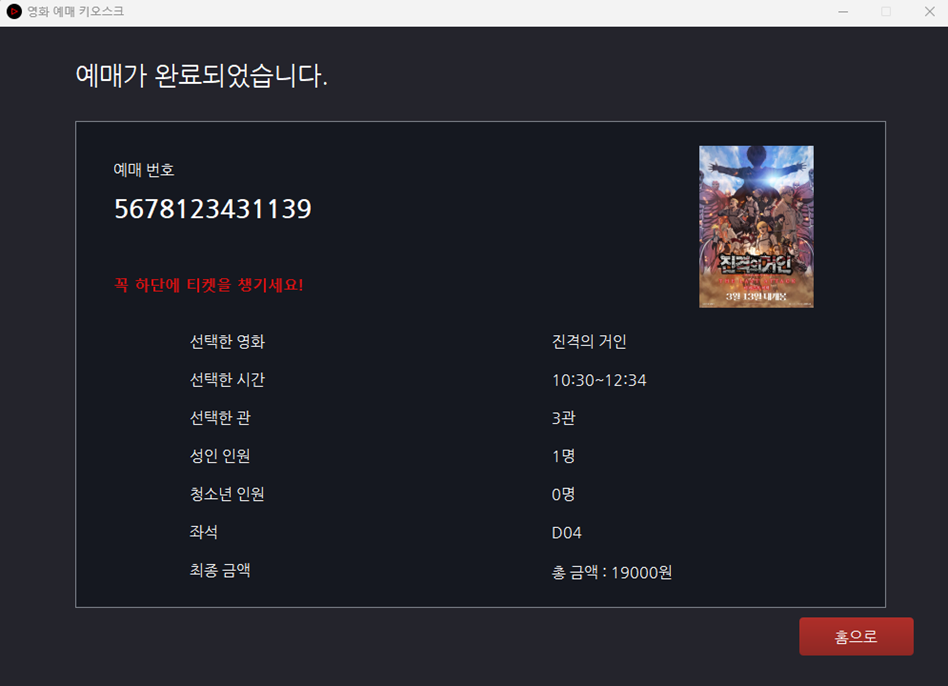 영화 예매 키오스크
예매가 완료되었습니다.
예매 번호
5678123431139
꼭 하단에 티켓을 챙기세요!
진격의거인
3월 13일 대개봉
선택한 영화 진격의 거인
선택한 시간 10:30~12:34
선택한 관 3관
성인 인원 1명
청소년 인원 0명
좌석 D04
최종 금액 총 금액 : 19000원
홈으로